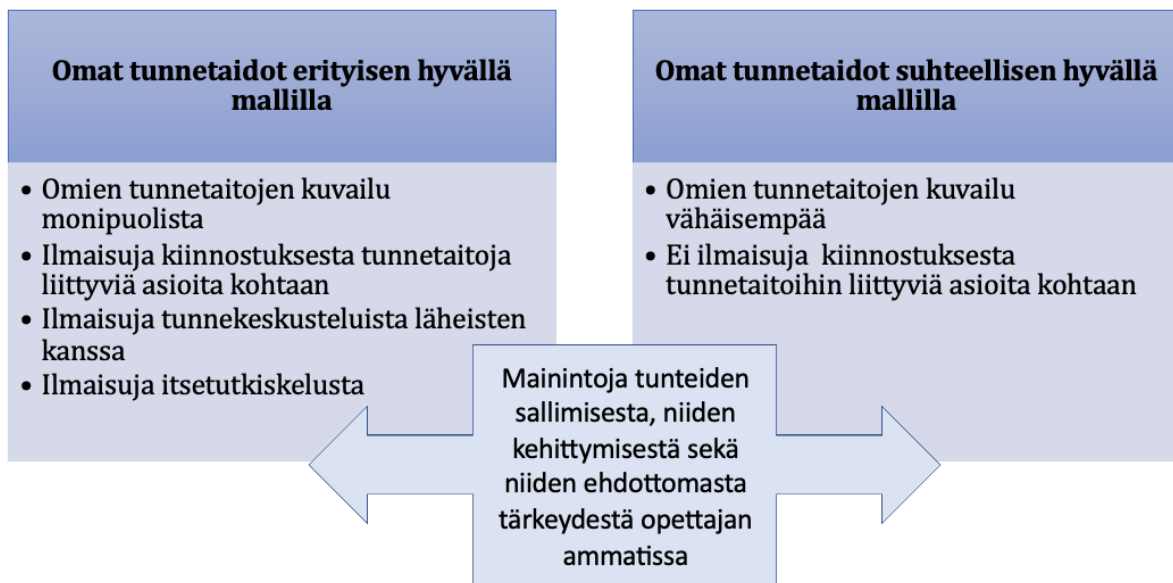 Omat tunnetaidot erityisen hyvällä
mallilla
• Omien tunnetaitojen kuvailu
monipuolista
• Ilmaisuja kiinnostuksesta tunnetaitoja
liittyviä asioita kohtaan
• Ilmaisuja tunnekeskusteluista läheisten
kanssa
• Ilmaisuja itsetutkiskelusta
Omat tunnetaidot suhteellisen hyvällä
mallilla
• Omien tunnetaitojen kuvailu
vähäisempää
• Ei ilmaisuja kiinnostuksesta
tunnetaitoihin liittyviä asioita kohtaan
Mainintoja tunteiden
sallimisesta, niiden
kehittymisestä sekä
niiden ehdottomasta
tärkeydestä opettajan
ammatissa